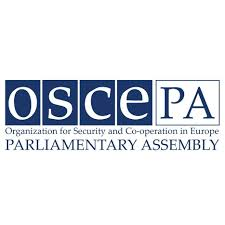 oscePA
Organization for Security and Co-operation in Europe
PARLIAMENTARY ASSEMBLY